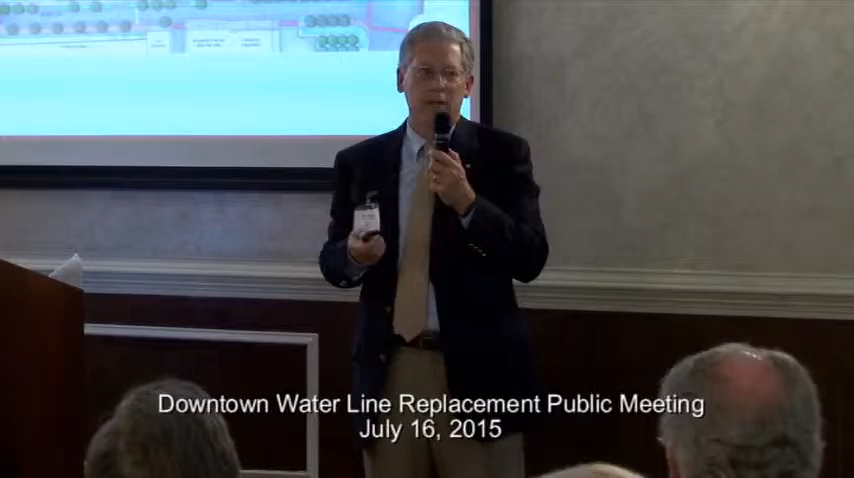 Downtown Water Line Replacement Public Meeting
July 16, 2015